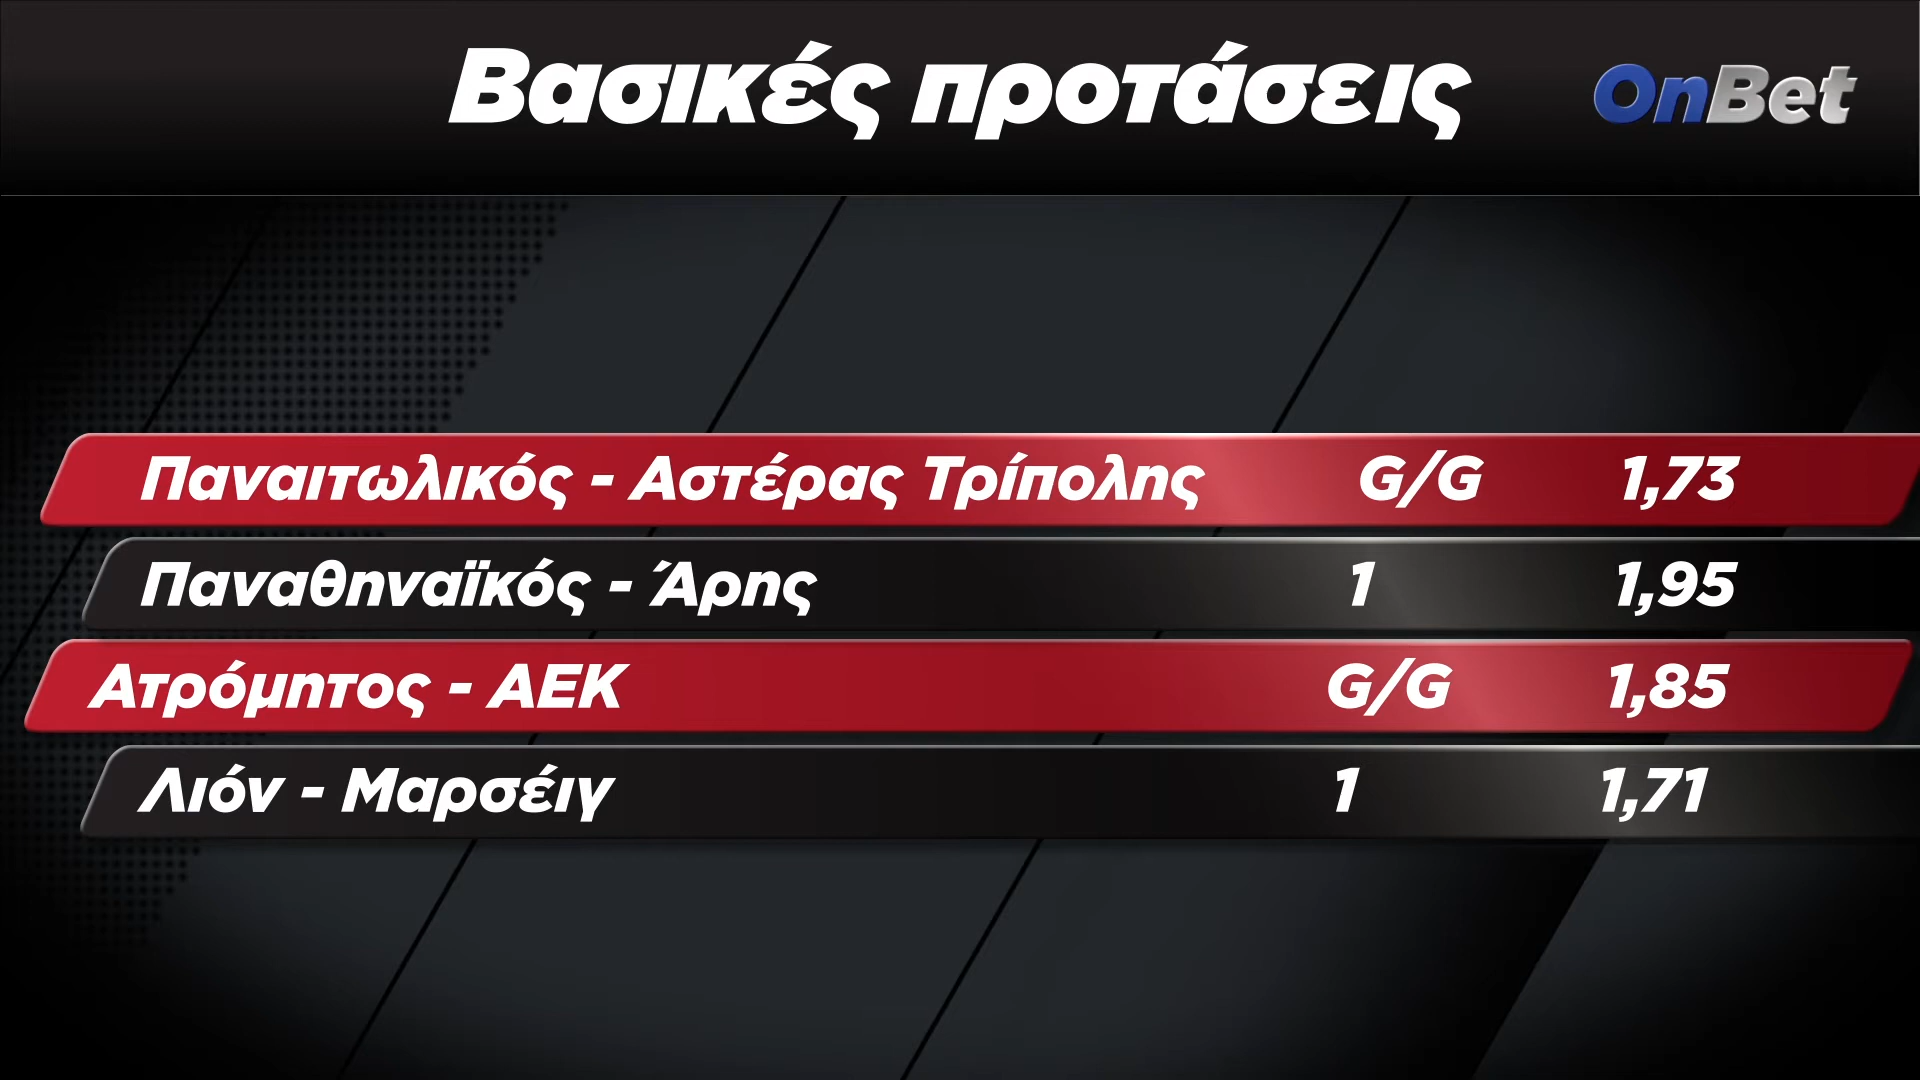 Βασικές προτάσεις OnBet
Παναιτωλικός - Αστέρας Τρίπολης G/G 1,73
Παναθηναϊκός - Άρης 1 1,95
Ατρόμητος - ΑΕΚ G/G 1,85
Λιόν - Μαρσέιγ 1 1,71